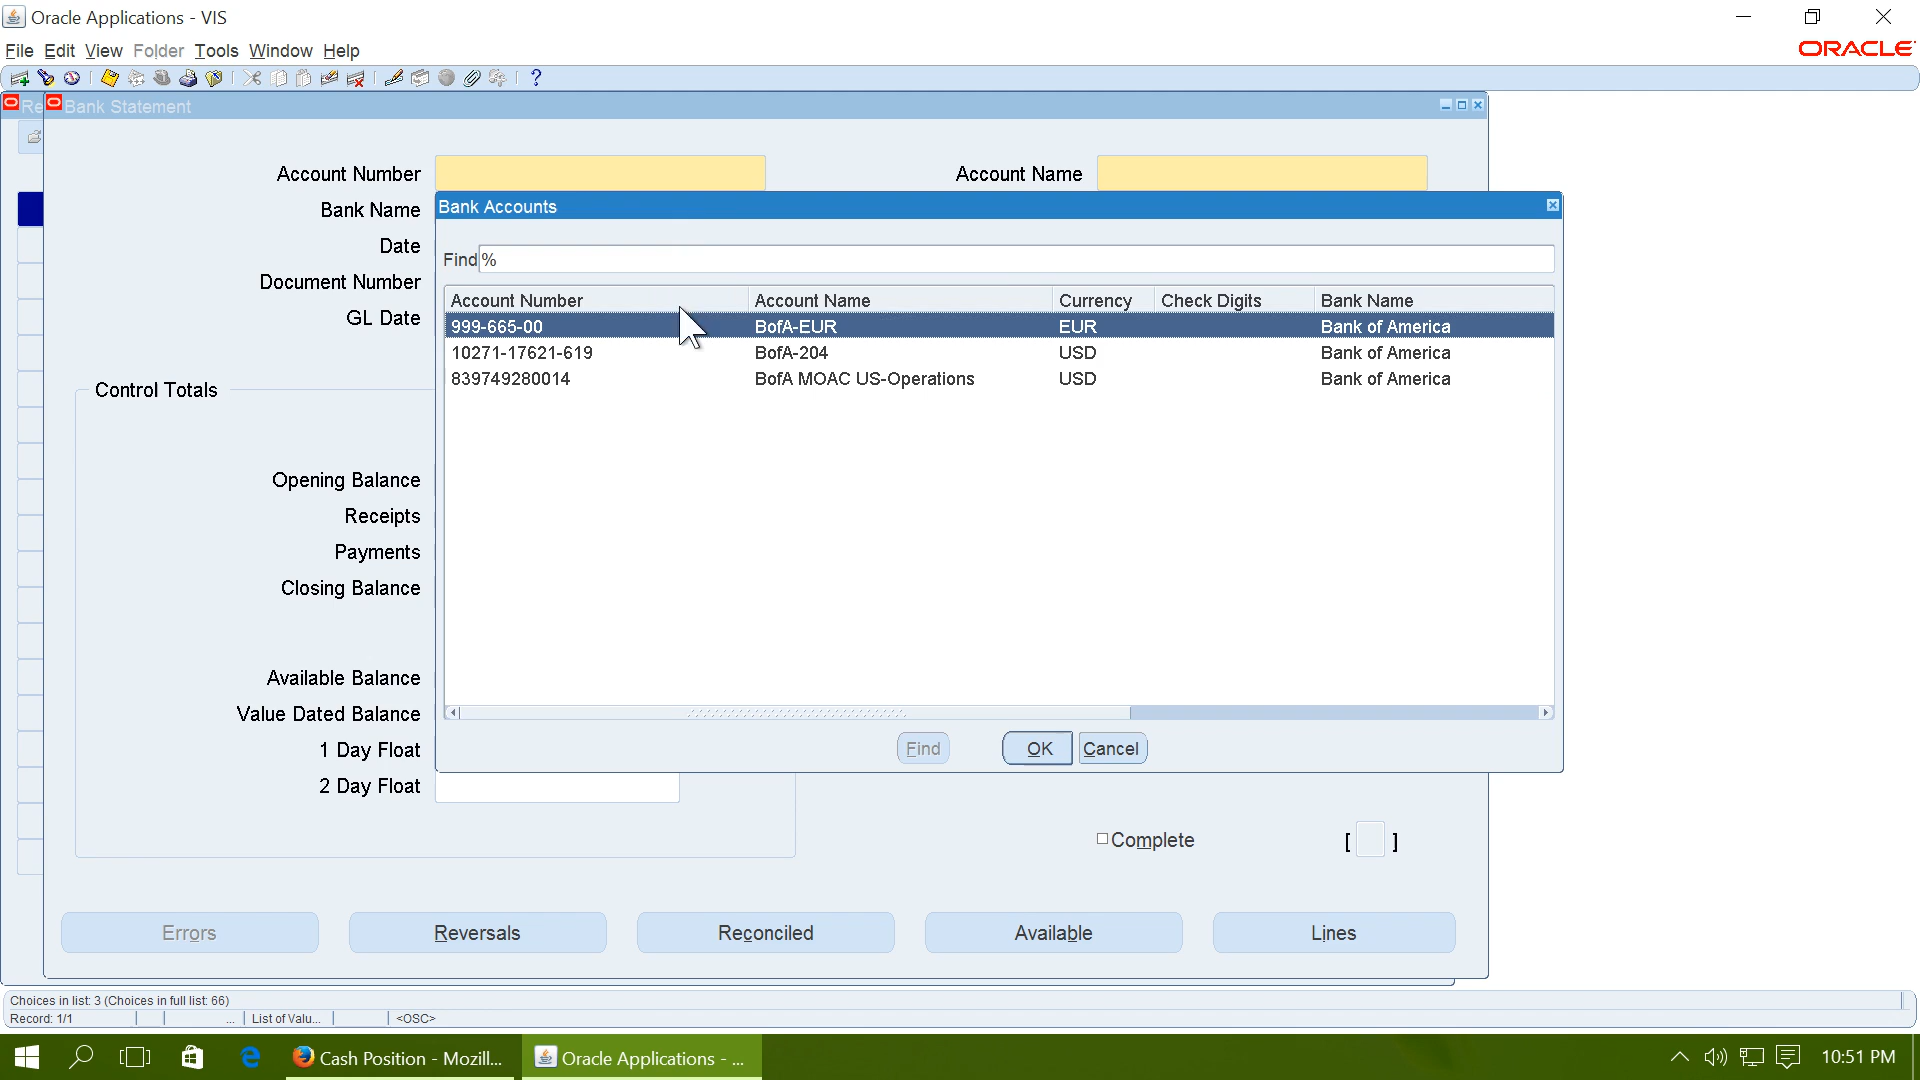 Oracle Applications - VIS
File Edit View Folder Tools Window Help
ORACLE
Re
Bank Statement
Account Number
Account Name
Bank Name
Date
Document Number
GL Date
Bank Accounts
Find %
Account Number Account Name Currency Check Digits Bank Name
999-665-00 BofA-EUR EUR Bank of America
10271-17621-619 BofA-204 USD Bank of America
839749280014 BofA MOAC US-Operations USD Bank of America
Control Totals
Opening Balance
Receipts
Payments
Closing Balance
Available Balance
Value Dated Balance
1 Day Float
2 Day Float
Find OK Cancel
Complete [ ]
Errors Reversals Reconciled Available Lines
Choices in list: 3 (Choices in full list: 66)
Record: 1/1 ... List of Valu... <OSC>
Cash Position - Mozill... Oracle Applications - ... 10:51 PM